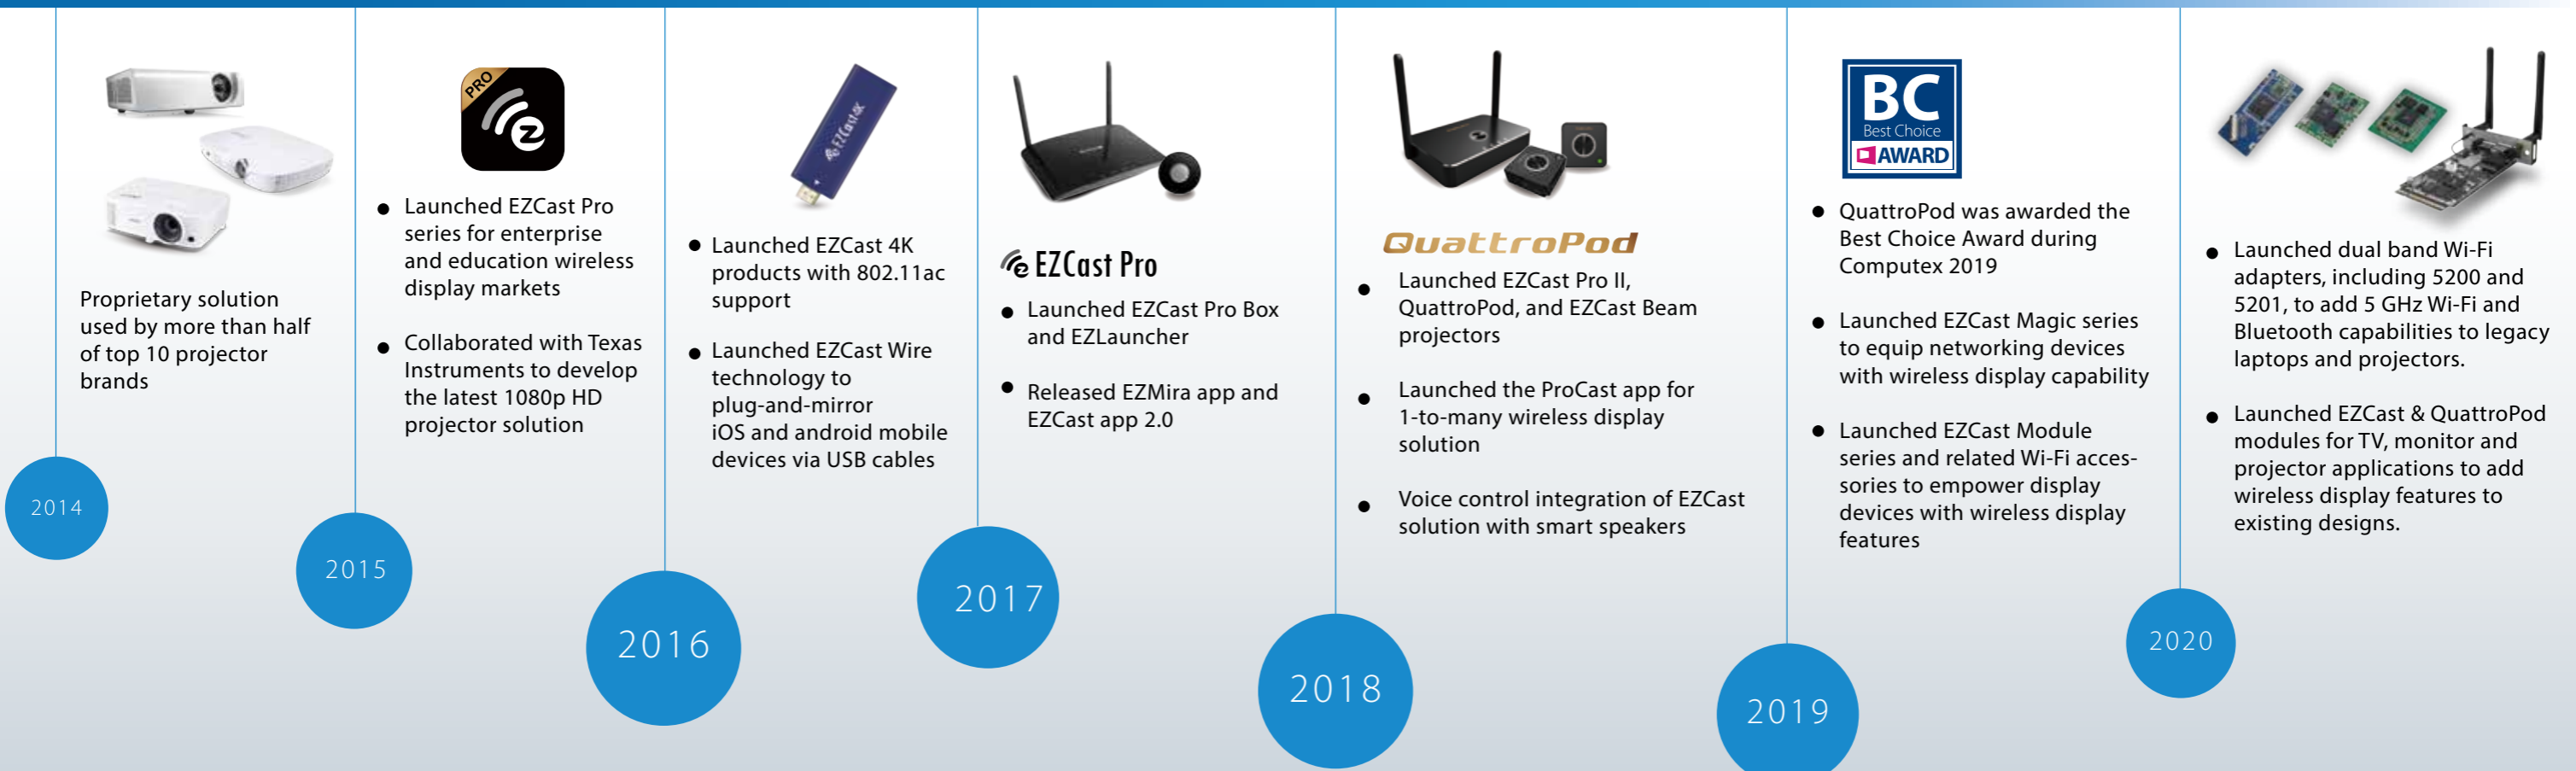 Proprietary solution
used by more than half
of top 10 projector
brands
2014
PRO
Launched EZCast Pro
series for enterprise
and education wireless
display markets
Collaborated with Texas
Instruments to develop
the latest 1080p HD
projector solution
2015
EZCast 4K
Launched EZCast 4K
products with 802.11ac
support
Launched EZCast Wire
technology to
plug-and-mirror
iOS and android mobile
devices via USB cables
2016
EZCast Pro
Launched EZCast Pro Box
and EZLauncher
Released EZMira app and
EZCast app 2.0
2017
QuattroPod
Launched EZCast Pro II,
QuattroPod, and EZCast Beam
projectors
Launched the ProCast app for
1-to-many wireless display
solution
Voice control integration of EZCast
solution with smart speakers
2018
BC
Best Choice
AWARD
QuattroPod was awarded the
Best Choice Award during
Computex 2019
Launched EZCast Magic series
to equip networking devices
with wireless display capability
Launched EZCast Module
series and related Wi-Fi acces-
sories to empower display
devices with wireless display
features
2019
Launched dual band Wi-Fi
adapters, including 5200 and
5201, to add 5 GHz Wi-Fi and
Bluetooth capabilities to legacy
laptops and projectors.
Launched EZCast & QuattroPod
modules for TV, monitor and
projector applications to add
wireless display features to
existing designs.
2020